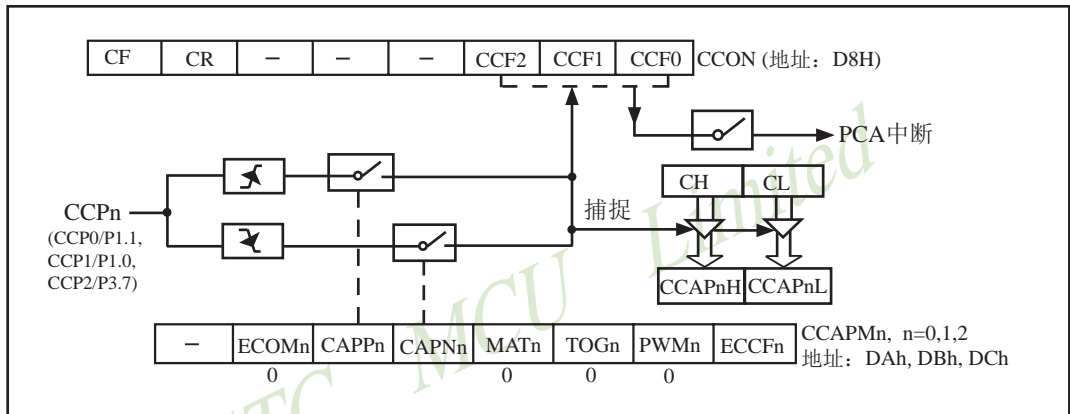 CF CR – – – CCF2 CCF1 CCF0 CCON (地址：D8H)
PCA中断
CH CL
捕捉
CCPn
(CCP0/P1.1,
CCP1/P1.0,
CCP2/P3.7)
CCAPnH CCAPnL
– ECOMn CAPPn CAPNn MATn TOGn PWMn ECCFn
CCAPMn, n=0,1,2
地址：DAh, DBh, DCh
0 0 0 0
MCU Limited